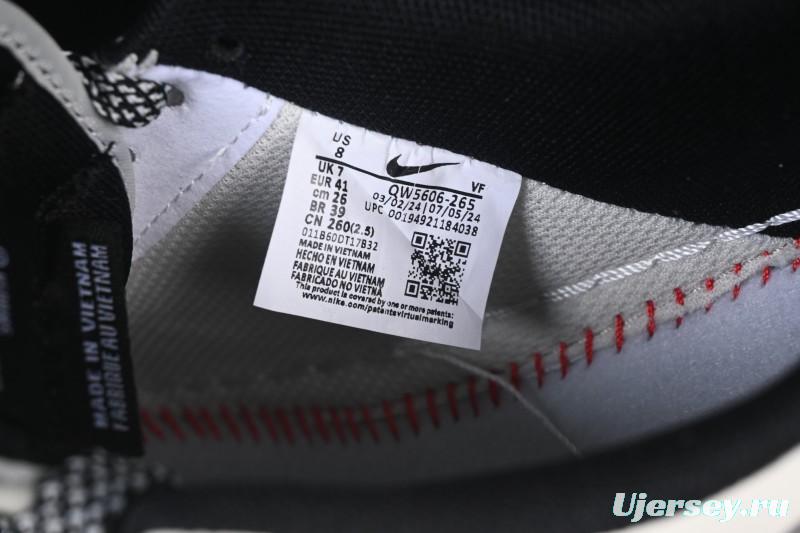 US
8
UK 7
EUR 41
cm 26
BR 39
CN 260(2.5)
VF
QW5606-265
03/02/24 | 07/05/24
UPC 00194921184038
011B60DT17B32
MADE IN VIETNAM
HECHO EN VIETNAM
FABRIQUE AU VIETNAM
FABRICADO NO VIETNA
This product is covered by one or more patents:
www.nike.com/patentsvirtualmarking
MADE IN VIETNAM
FABRIQUE AU VIETNAM
Ujersey.ru